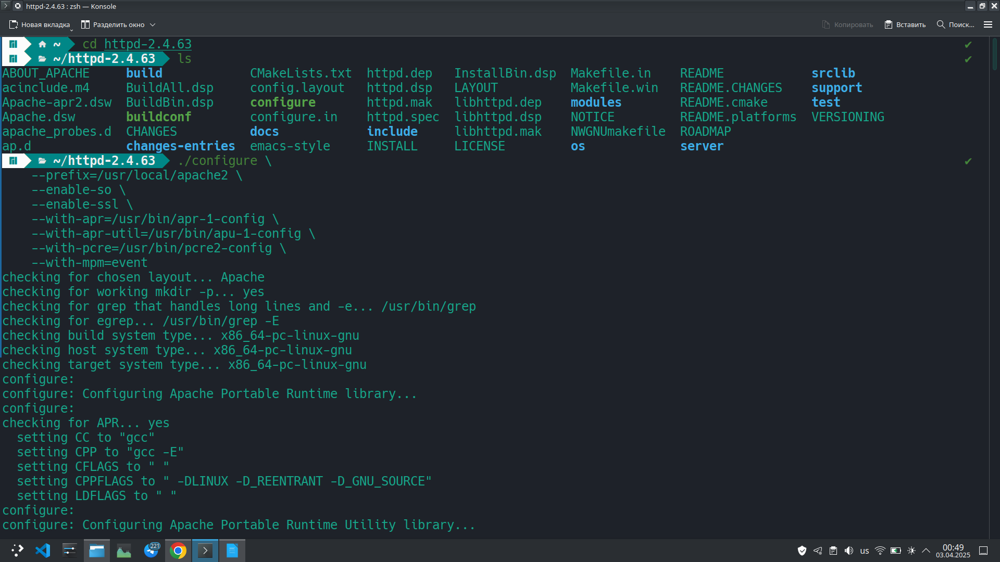 httpd-2.4.63 : zsh — Konsole
Новая вкладка Разделить окно Копировать Вставить Поиск...
~ cd httpd-2.4.63
~/httpd-2.4.63 ls
ABOUT_APACHE build CMakeLists.txt httpd.dep InstallBin.dsp Makefile.in README srclib
acinclude.m4 BuildAll.dsp config.layout httpd.dsp LAYOUT Makefile.win README.CHANGES support
Apache-apr2.dsw BuildBin.dsp configure httpd.mak libhttpd.dep modules README.cmake test
Apache.dsw buildconf configure.in httpd.spec libhttpd.dsp NOTICE README.platforms VERSIONING
apache_probes.d CHANGES docs include libhttpd.mak NWGNUmakefile ROADMAP
ap.d changes-entries emacs-style INSTALL LICENSE os server
~/httpd-2.4.63 ./configure \
--prefix=/usr/local/apache2 \
--enable-so \
--enable-ssl \
--with-apr=/usr/bin/apr-1-config \
--with-apr-util=/usr/bin/apu-1-config \
--with-pcre=/usr/bin/pcre2-config \
--with-mpm=event
checking for chosen layout... Apache
checking for working mkdir -p... yes
checking for grep that handles long lines and -e... /usr/bin/grep
checking for egrep... /usr/bin/grep -E
checking build system type... x86_64-pc-linux-gnu
checking host system type... x86_64-pc-linux-gnu
checking target system type... x86_64-pc-linux-gnu
configure:
configure: Configuring Apache Portable Runtime library...
configure:
checking for APR... yes
setting CC to "gcc"
setting CPP to "gcc -E"
setting CFLAGS to " "
setting CPPFLAGS to " -DLINUX -D_REENTRANT -D_GNU_SOURCE"
setting LDFLAGS to " "
configure:
configure: Configuring Apache Portable Runtime Utility library...
221
us
00:49
03.04.2025